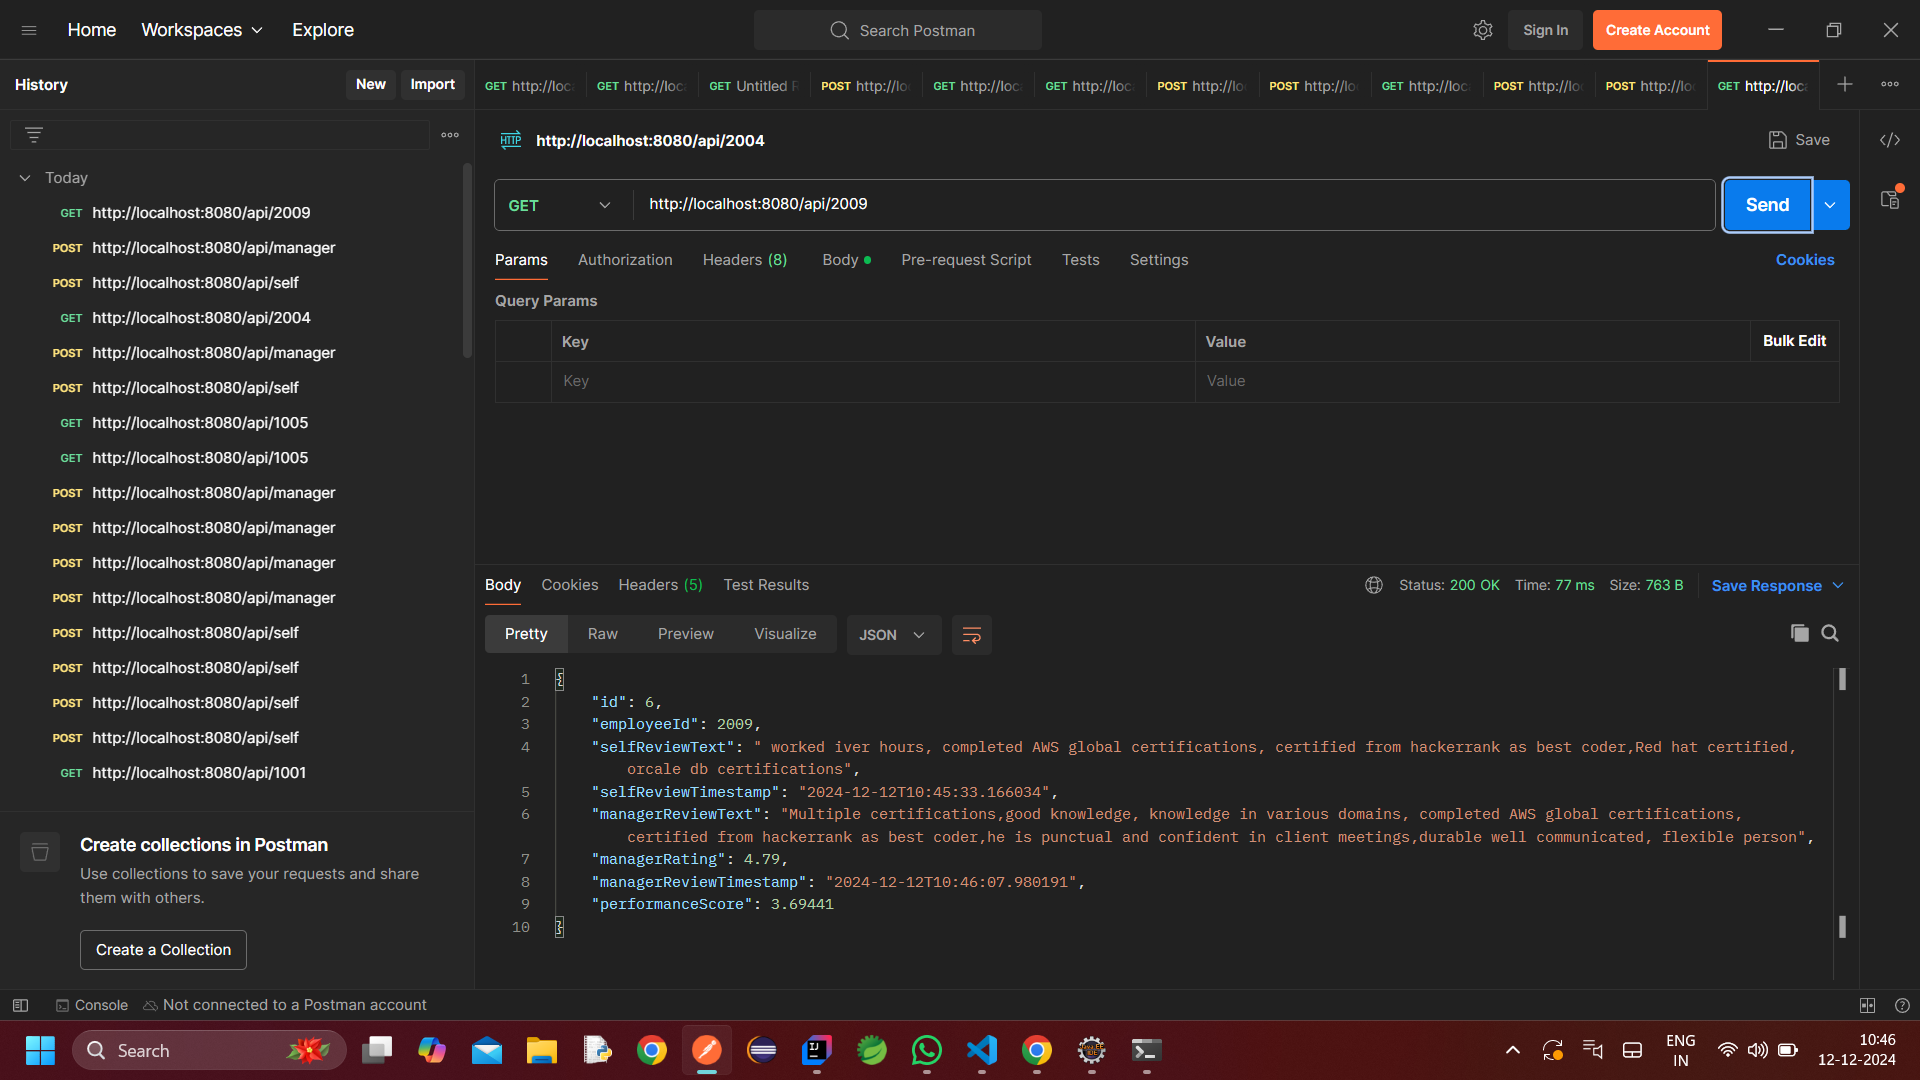 Home Workspaces Explore
Search Postman
Sign In Create Account
History New Import
GET http://loc
GET http://loc
GET Untitled R
POST http://lo
GET http://loc
GET http://loc
POST http://lo
POST http://lo
GET http://loc
POST http://lo
POST http://lo
GET http://loca
Today
GET http://localhost:8080/api/2009
POST http://localhost:8080/api/manager
POST http://localhost:8080/api/self
GET http://localhost:8080/api/2004
POST http://localhost:8080/api/manager
POST http://localhost:8080/api/self
GET http://localhost:8080/api/1005
GET http://localhost:8080/api/1005
POST http://localhost:8080/api/manager
POST http://localhost:8080/api/manager
POST http://localhost:8080/api/manager
POST http://localhost:8080/api/manager
POST http://localhost:8080/api/self
POST http://localhost:8080/api/self
POST http://localhost:8080/api/self
POST http://localhost:8080/api/self
GET http://localhost:8080/api/1001
Create collections in Postman
Use collections to save your requests and share
them with others.
Create a Collection
HTTP http://localhost:8080/api/2004 Save
GET http://localhost:8080/api/2009 Send
Params Authorization Headers (8) Body Pre-request Script Tests Settings Cookies
Query Params
Key Value Bulk Edit
Key Value
Body Cookies Headers (5) Test Results Status: 200 OK Time: 77 ms Size: 763 B Save Response
Pretty Raw Preview Visualize JSON
1 {
2 "id": 6,
3 "employeeId": 2009,
4 "selfReviewText": " worked iver hours, completed AWS global certifications, certified from hackerrank as best coder,Red hat certified,
orcale db certifications",
5 "selfReviewTimestamp": "2024-12-12T10:45:33.166034",
6 "managerReviewText": "Multiple certifications,good knowledge, knowledge in various domains, completed AWS global certifications,
certified from hackerrank as best coder,he is punctual and confident in client meetings,durable well communicated, flexible person",
7 "managerRating": 4.79,
8 "managerReviewTimestamp": "2024-12-12T10:46:07.980191",
9 "performanceScore": 3.69441
10 }
Console Not connected to a Postman account
Search
ENG
IN
10:46
12-12-2024